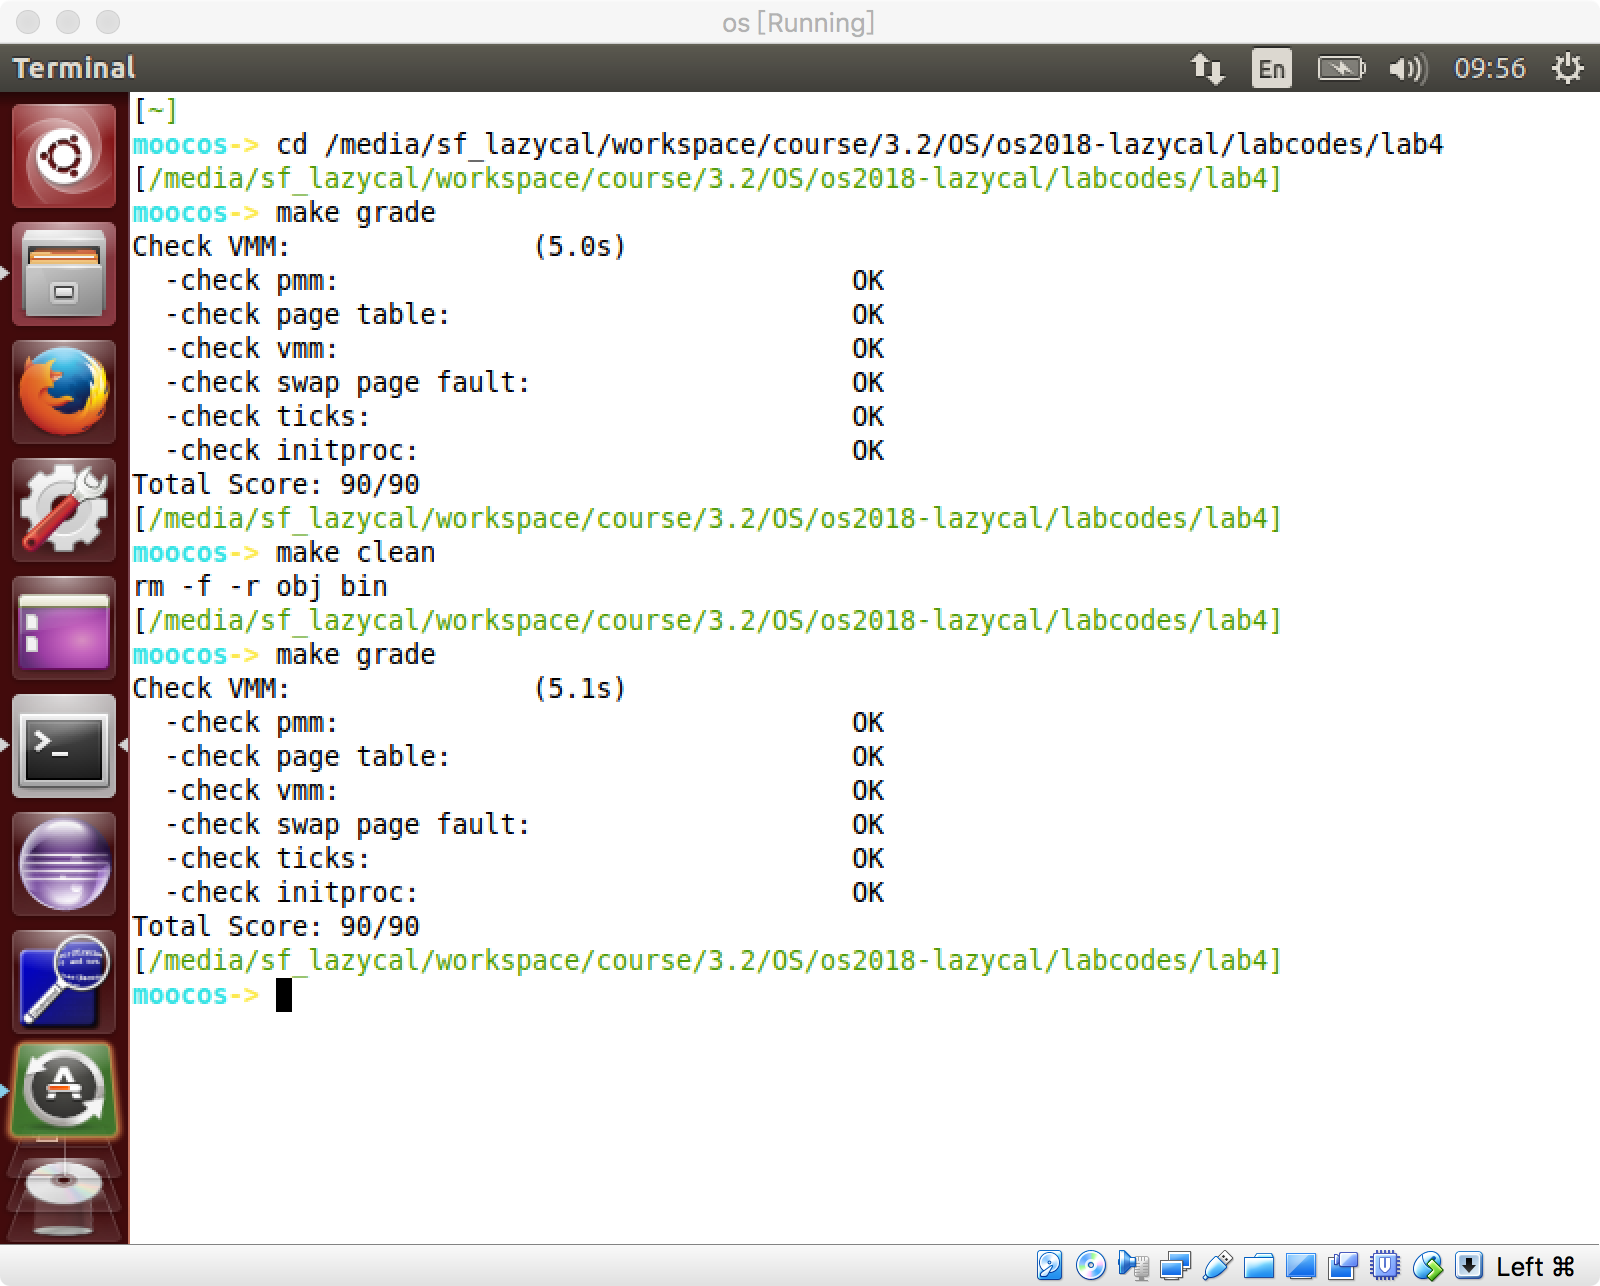 os [Running]
Terminal
En
09:56
[~]
moocos-> cd /media/sf_lazycal/workspace/course/3.2/OS/os2018-lazycal/labcodes/lab4
[/media/sf_lazycal/workspace/course/3.2/OS/os2018-lazycal/labcodes/lab4]
moocos-> make grade
Check VMM: (5.0s)
-check pmm: OK
-check page table: OK
-check vmm: OK
-check swap page fault: OK
-check ticks: OK
-check initproc: OK
Total Score: 90/90
[/media/sf_lazycal/workspace/course/3.2/OS/os2018-lazycal/labcodes/lab4]
moocos-> make clean
rm -f -r obj bin
[/media/sf_lazycal/workspace/course/3.2/OS/os2018-lazycal/labcodes/lab4]
moocos-> make grade
Check VMM: (5.1s)
-check pmm: OK
-check page table: OK
-check vmm: OK
-check swap page fault: OK
-check ticks: OK
-check initproc: OK
Total Score: 90/90
[/media/sf_lazycal/workspace/course/3.2/OS/os2018-lazycal/labcodes/lab4]
moocos->
Left ⌘